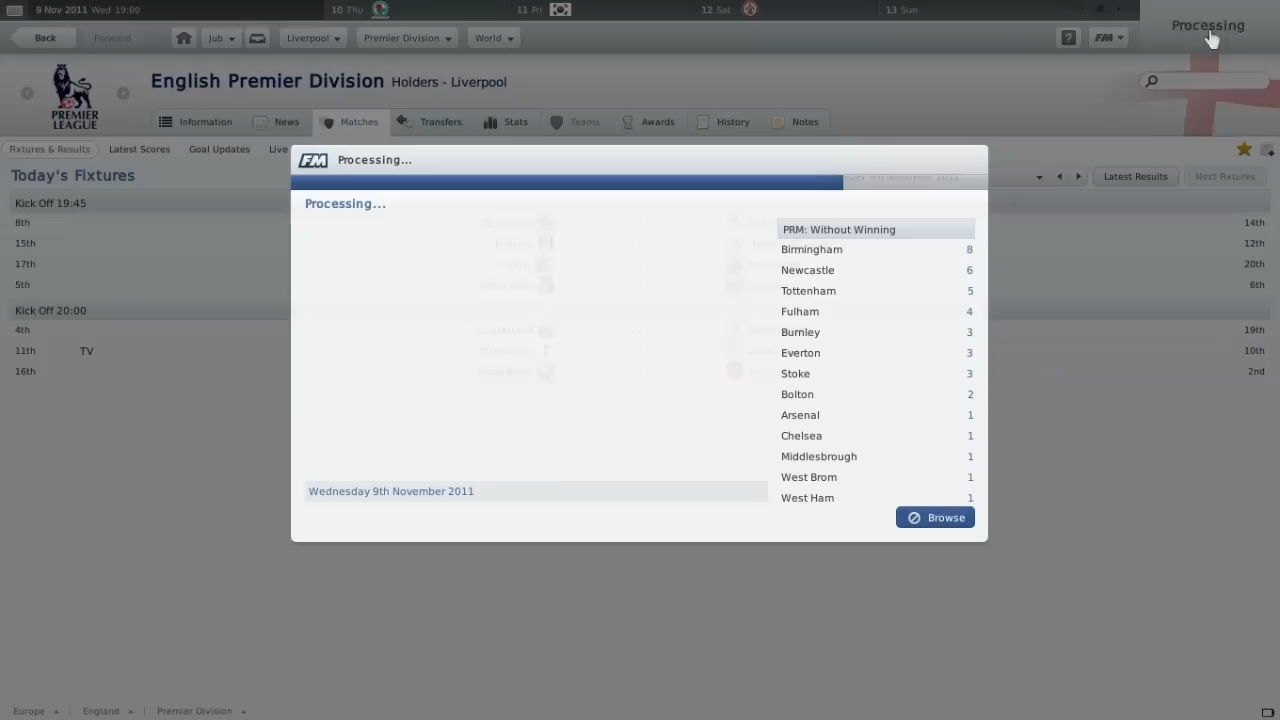 9 Nov 2011 Wed 19:00 10 Thu 11 Fri 12 Sat 13 Sun
Processing
Back Forward Jub Liverpool Premier Division World ? FM
English Premier Division Holders - Liverpool
PREMIER LEAGUE
Information News Matches Transfers Stats Teams Awards History Notes
Fixtures & Results Latest Scores Goal Updates Live
FM Processing...
Today's Fixtures Latest Results Next Fixtures
Processing...
Kick Off 19:45
8th 14th
15th 12th
17th 20th
5th 6th
Kick Off 20:00
4th 19th
11th TV 10th
16th 2nd
PRM: Without Winning
Birmingham 8
Newcastle 6
Tottenham 5
Fulham 4
Burnley 3
Everton 3
Stoke 3
Bolton 2
Arsenal 1
Chelsea 1
Middlesbrough 1
West Brom 1
West Ham 1
Wednesday 9th November 2011
Browse
Europe England Premier Division